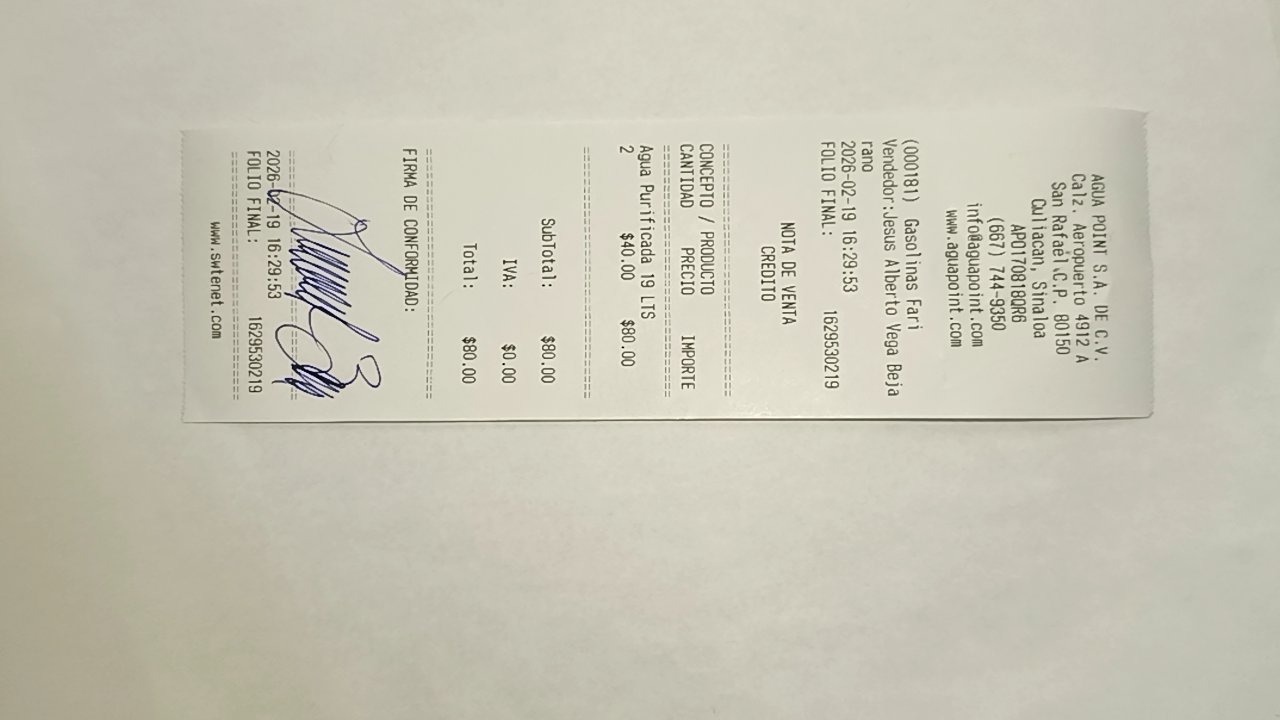 AGUA POINT S.A. DE C.V.
Calz. Aeropuerto 4912 A
San Rafael,C.P. 80150
Culiacan, Sinaloa
APO170818QR6
(667) 744-9350
info@aguapoint.com
www.aguapoint.com
(000181) Gasolinas Fari
Vendedor:Jesus Alberto Vega Beja
rano
2026-02-19 16:29:53
FOLIO FINAL: 1629530219
NOTA DE VENTA
CREDITO
================================
CONCEPTO / PRODUCTO
CANTIDAD PRECIO IMPORTE
================================
Agua Purificada 19 LTS
2 $40.00 $80.00
================================
SubTotal: $80.00
IVA: $0.00
Total: $80.00
================================
FIRMA DE CONFORMIDAD:
================================
2026-02-19 16:29:53
FOLIO FINAL: 1629530219
================================
www.swtenet.com